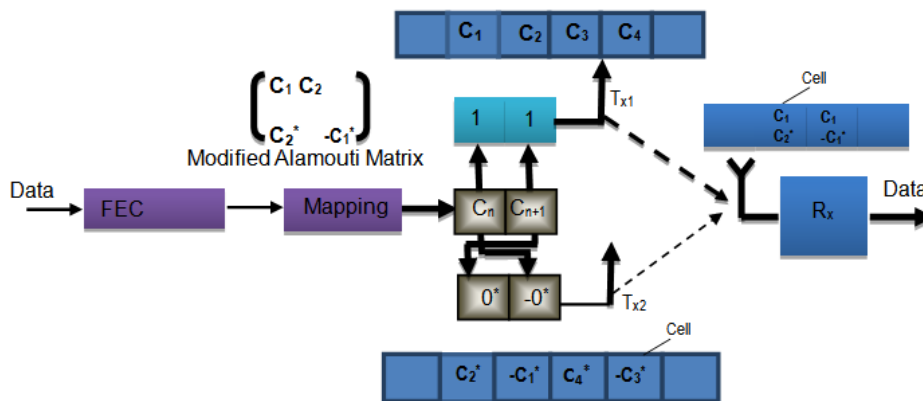 C₁ C₂ C₃ C₄
C₁ C₂
C₂* -C₁*
Modified Alamouti Matrix
Tx1
1 1
Cell
C₁ C₁
C₂* -C₁*
Data
FEC
Mapping
Cₙ Cₙ₊₁
Rₓ
Data
0* -0*
Tx2
Cell
C₂* -C₁* C₄* -C₃*